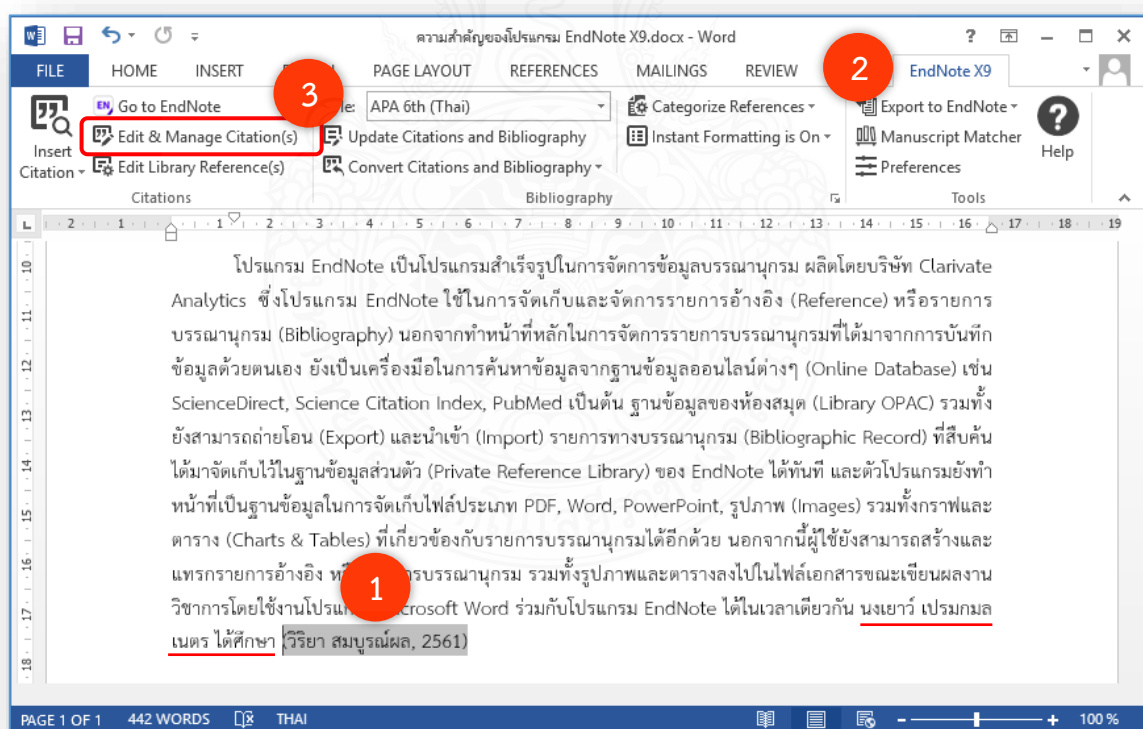 ความสำคัญของโปรแกรม EndNote X9.docx - Word
FILE HOME INSERT PAGE LAYOUT REFERENCES MAILINGS REVIEW 2 EndNote X9
3
Go to EndNote APA 6th (Thai) Categorize References Export to EndNote
Edit & Manage Citation(s) Update Citations and Bibliography Instant Formatting is On Manuscript Matcher
Insert Citation Edit Library Reference(s) Convert Citations and Bibliography Preferences Help
Citations Bibliography Tools
2 1 1 2 3 4 5 6 7 8 9 10 11 12 13 14 15 16 17 18 19
10
11
12
13
14
15
16
17
18
โปรแกรม EndNote เป็นโปรแกรมสำเร็จรูปในการจัดการข้อมูลบรรณานุกรม ผลิตโดยบริษัท Clarivate
Analytics ซึ่งโปรแกรม EndNote ใช้ในการจัดเก็บและจัดการรายการอ้างอิง (Reference) หรือรายการ
บรรณานุกรม (Bibliography) นอกจากทำหน้าที่หลักในการจัดการรายการบรรณานุกรมที่ได้มาจากการบันทึก
ข้อมูลด้วยตนเอง ยังเป็นเครื่องมือในการค้นหาข้อมูลจากฐานข้อมูลออนไลน์ต่างๆ (Online Database) เช่น
ScienceDirect, Science Citation Index, PubMed เป็นต้น ฐานข้อมูลของห้องสมุด (Library OPAC) รวมทั้ง
ยังสามารถถ่ายโอน (Export) และนำเข้า (Import) รายการทางบรรณานุกรม (Bibliographic Record) ที่สืบค้น
ได้มาจัดเก็บไว้ในฐานข้อมูลส่วนตัว (Private Reference Library) ของ EndNote ได้ทันที และตัวโปรแกรมยังทำ
หน้าที่เป็นฐานข้อมูลในการจัดเก็บไฟล์ประเภท PDF, Word, PowerPoint, รูปภาพ (Images) รวมทั้งกราฟและ
ตาราง (Charts & Tables) ที่เกี่ยวข้องกับรายการบรรณานุกรมได้อีกด้วย นอกจากนี้ผู้ใช้ยังสามารถสร้างและ
แทรกรายการอ้างอิง บรรณานุกรม รวมทั้งรูปภาพและตารางลงไปในไฟล์เอกสารขณะเขียนผลงาน
1
วิชาการโดยใช้งาน Word ร่วมกับโปรแกรม EndNote ได้ในเวลาเดียวกัน นงเยาว์ เปรมกมล
เนตร ได้ศึกษา (วิริยา สมบูรณ์ผล, 2561)
PAGE 1 OF 1 442 WORDS THAI 100 %